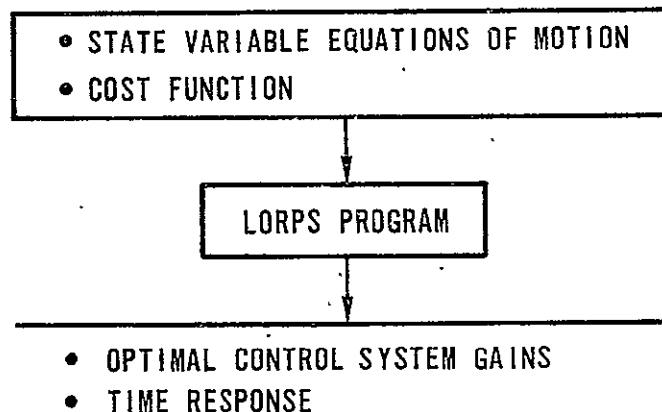 • STATE VARIABLE EQUATIONS OF MOTION
• COST FUNCTION
LORPS PROGRAM
• OPTIMAL CONTROL SYSTEM GAINS
• TIME RESPONSE